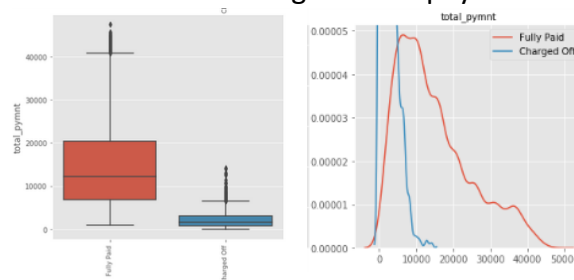 total_pymnt
40000
30000
20000
10000
0
total_pymnt
Fully Paid
Charged Off
total_pymnt
Fully Paid
Charged Off
0.00005
0.00004
0.00003
0.00002
0.00001
0.00000
0
10000
20000
30000
40000